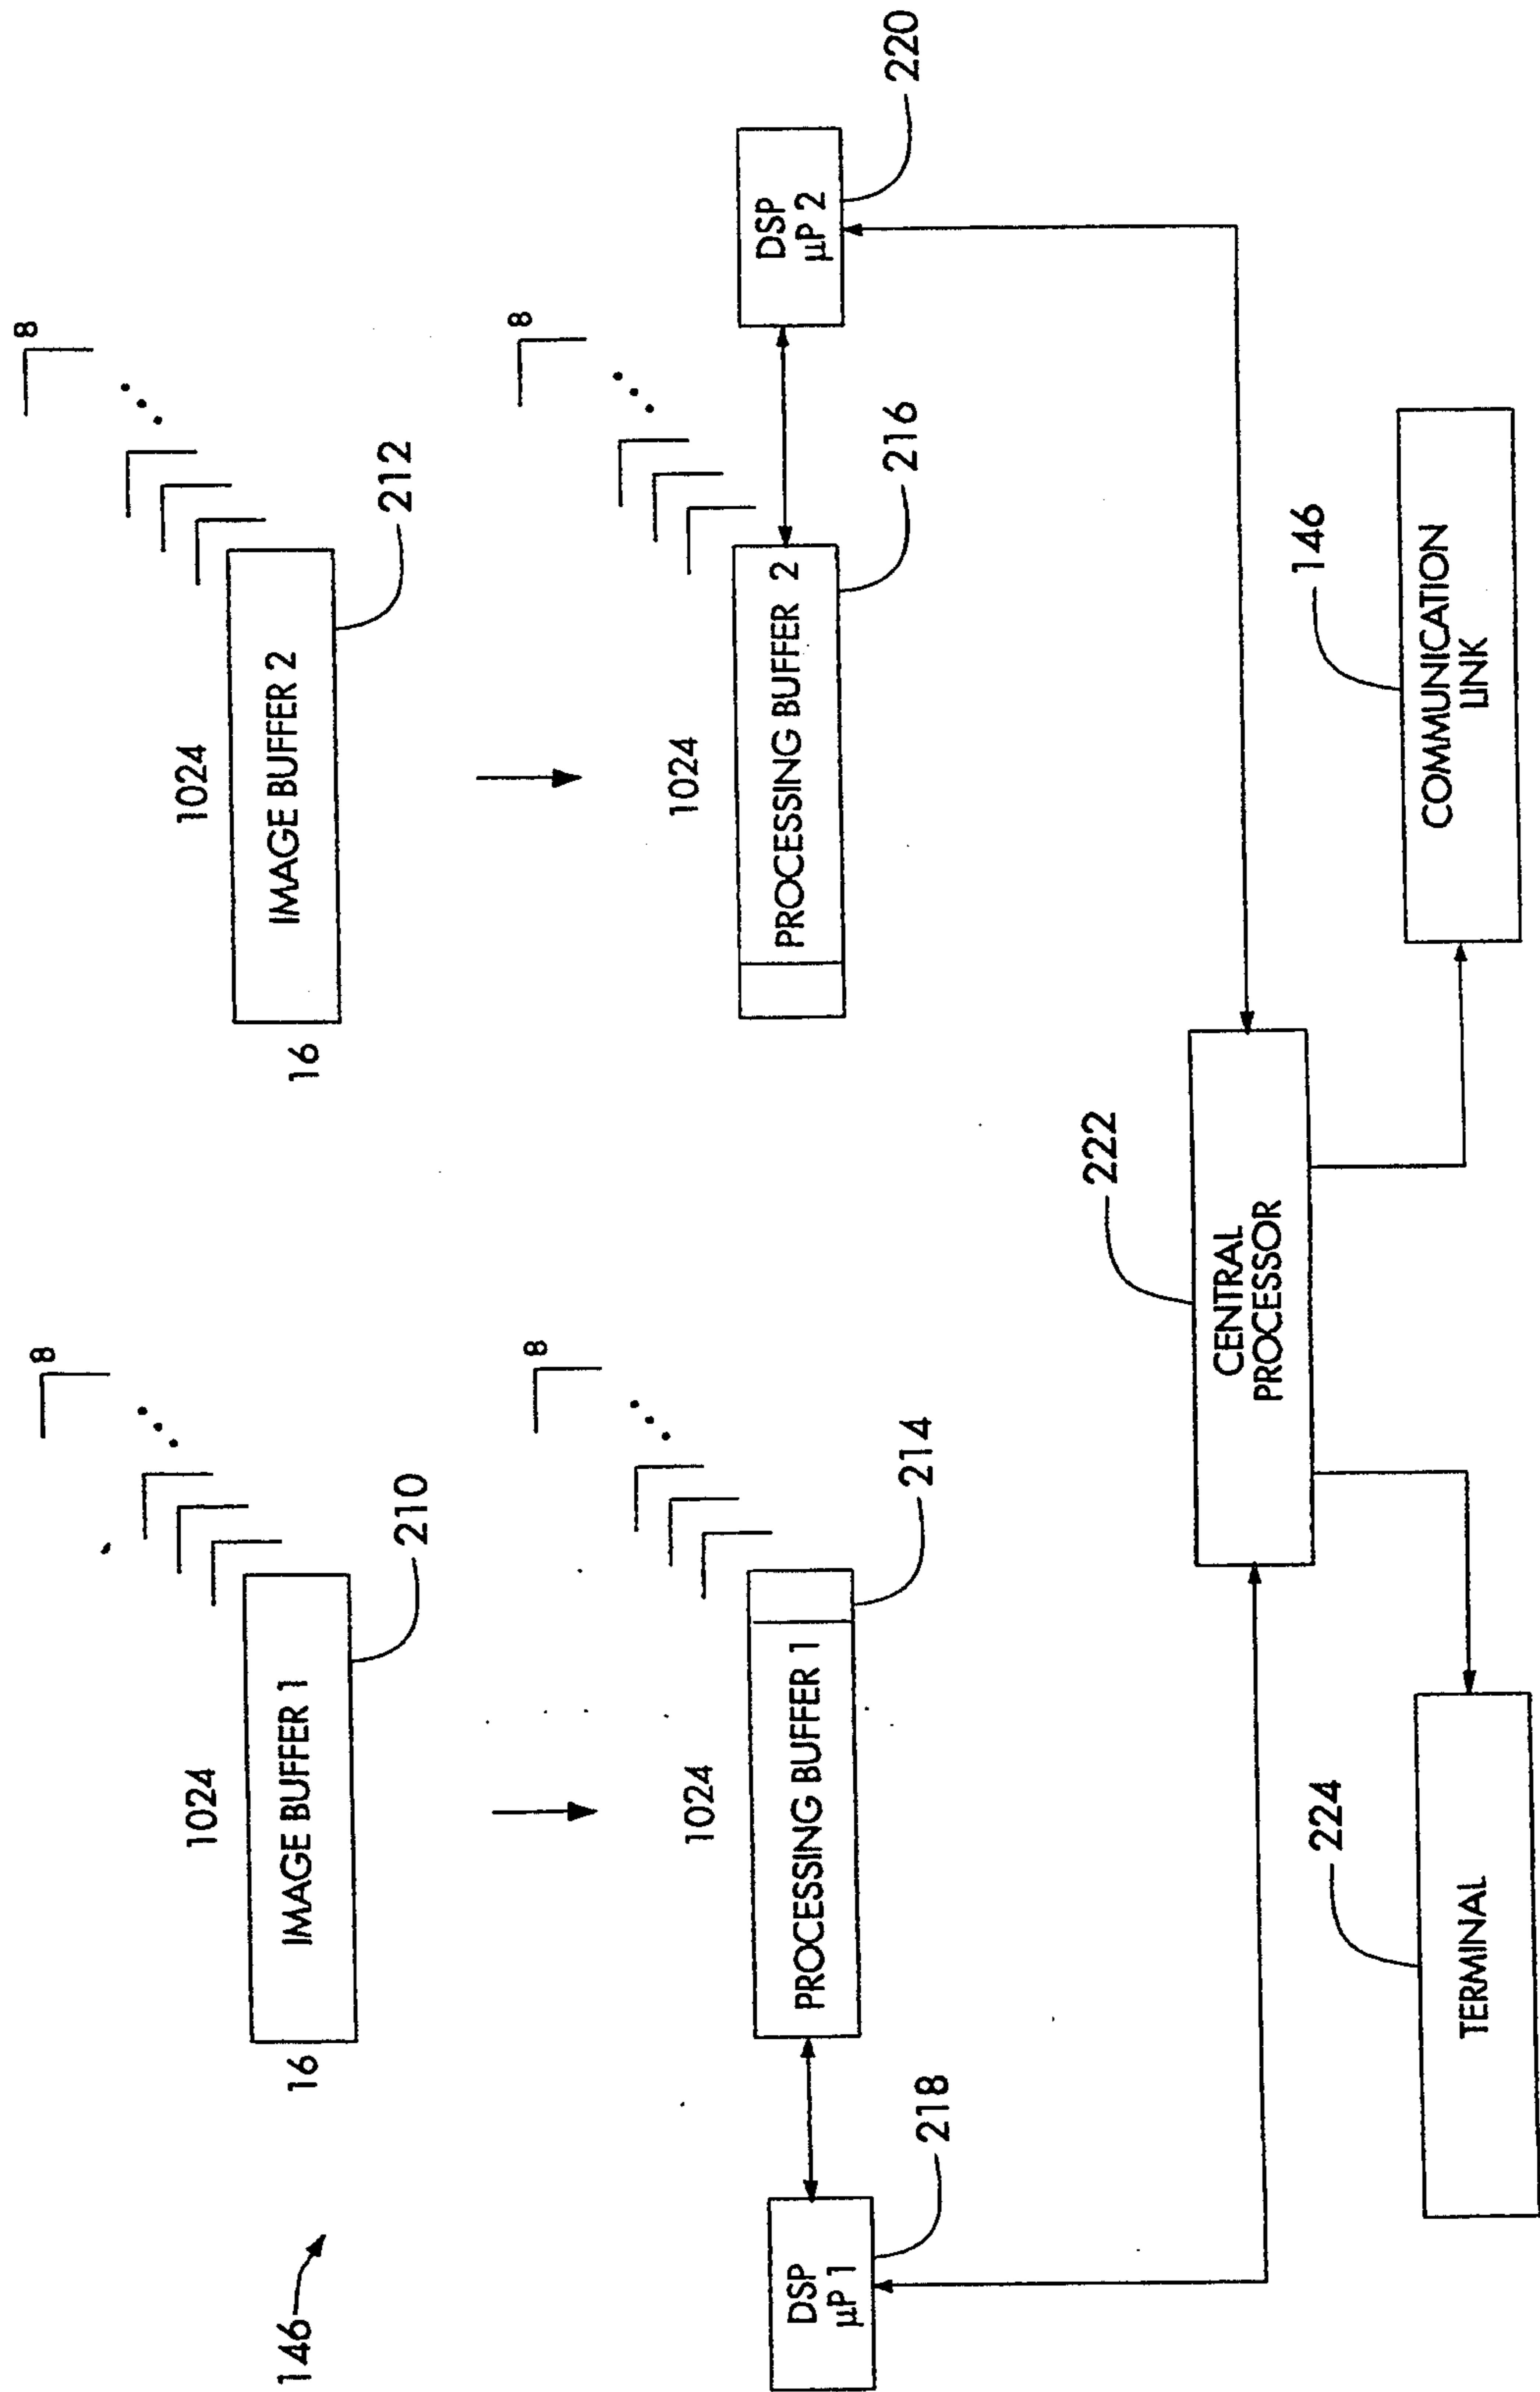 146
8
8
1024
1024
16
IMAGE BUFFER 1
16
IMAGE BUFFER 2
210
212
8
8
1024
1024
DSP
µP 1
PROCESSING BUFFER 1
PROCESSING BUFFER 2
DSP
µP 2
218
214
216
220
222
CENTRAL
PROCESSOR
224
146
TERMINAL
COMMUNICATION
LINK